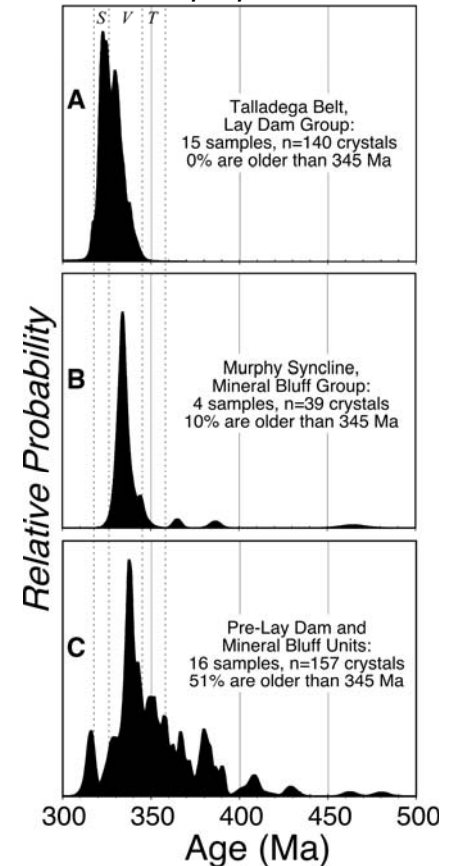 S V T
A
Talladega Belt,
Lay Dam Group:
15 samples, n=140 crystals
0% are older than 345 Ma
B
Murphy Syncline,
Mineral Bluff Group:
4 samples, n=39 crystals
10% are older than 345 Ma
Relative Probability
C
Pre-Lay Dam and
Mineral Bluff Units:
16 samples, n=157 crystals
51% are older than 345 Ma
300 350 400 450 500
Age (Ma)